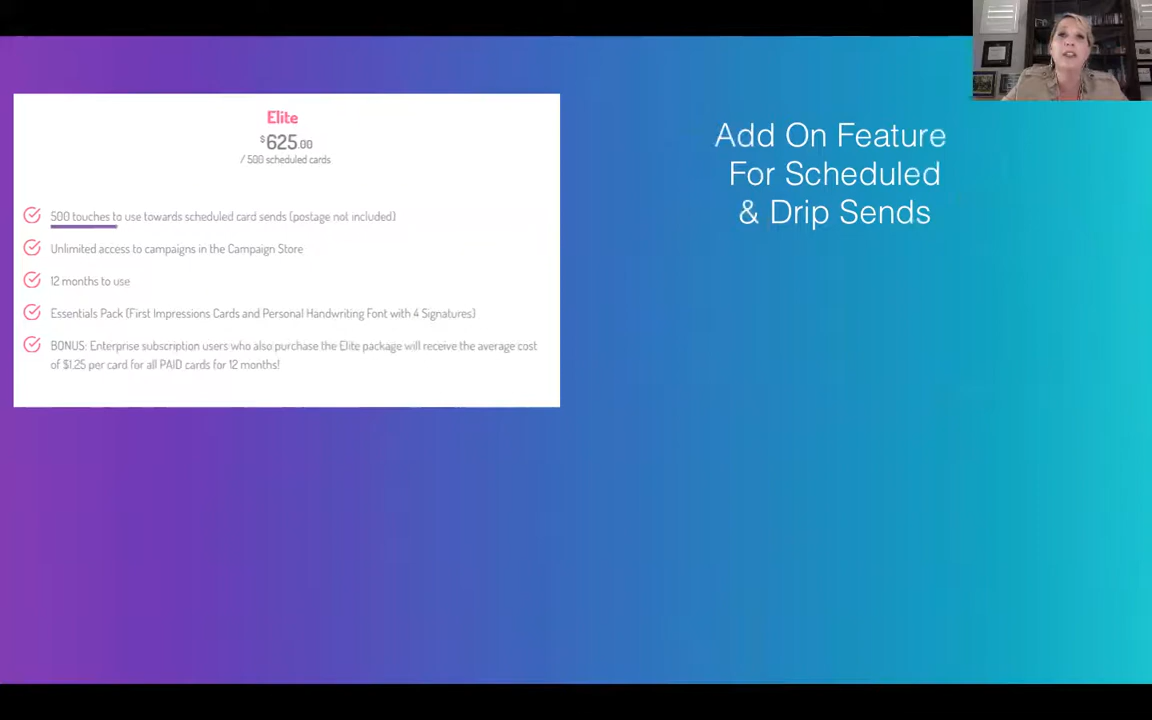 Elite
$625.00
/ 500 scheduled cards
500 touches to use towards scheduled card sends (postage not included)
Unlimited access to campaigns in the Campaign Store
12 months to use
Essentials Pack (First Impressions Cards and Personal Handwriting Font with 4 Signatures)
BONUS: Enterprise subscription users who also purchase the Elite package will receive the average cost
of $1.25 per card for all PAID cards for 12 months!
Add On Feature
For Scheduled
& Drip Sends